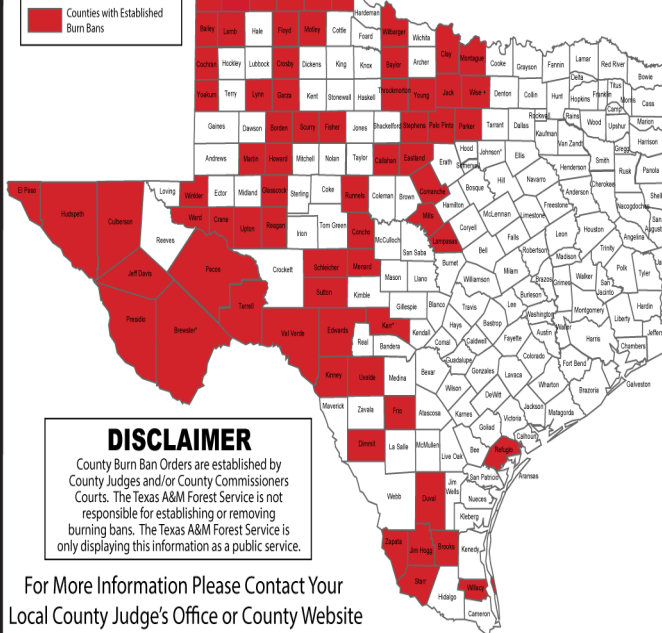 Counties with Established
Burn Bans
Hardeman
Bailey Lamb Hale Floyd Motley Cottle Foard Wilbarger Wichita
Clay Montague
Cochran Hockley Lubbock Crosby Dickens King Knox Baylor Archer Cooke Grayson Fannin Lamar Red River Bowie
Delta Titus
Yoakum Terry Lynn Garza Kent Stonewall Haskell Throckmorton Young Jack Wise + Denton Collin Hunt Hopkins Franklin Morris Cass
Camp
Rockwall Rains Wood Upshur Marion
Gaines Dawson Borden Scurry Fisher Jones Shackelford Stephens Palo Pinto Parker Tarrant Dallas Kaufman Van Zandt Gregg Harrison
Andrews Martin Howard Mitchell Nolan Taylor Callahan Eastland Erath Hood Somervell Johnson* Ellis Henderson Smith Rusk Panola
El Paso Hudspeth Culberson Loving Winkler Ector Midland Glasscock Sterling Coke Runnels Coleman Brown Comanche Bosque Hill Navarro Anderson Cherokee Nacogdoches
Hamilton Freestone
Ward Crane Upton Reagan Irion Tom Green Concho McCulloch Mills Coryell McLennan Limestone Leon Houston Angelina
Reeves San Saba Lampasas Falls Robertson Trinity
Jeff Davis Pecos Crockett Schleicher Menard Mason Llano Burnet Bell Milam Madison Walker Polk Tyler
Brazos Grimes San Jacinto
Presidio Brewster* Terrell Sutton Kimble Gillespie Blanco Williamson Burleson Montgomery Liberty Hardin
Travis Lee Washington
Val Verde Edwards Kerr* Kendall Hays Bastrop Austin Waller Harris Chambers
Real Bandera Comal Caldwell Fayette
Guadalupe Colorado Fort Bend Galveston
Kinney Uvalde Medina Bexar Gonzales Lavaca Wharton Brazoria
Wilson DeWitt
Maverick Zavala Frio Atascosa Karnes Victoria Jackson Matagorda
Goliad Calhoun
Dimmit La Salle McMullen Live Oak Bee Refugio
San Patricio Aransas
Webb Duval Jim Wells Nueces
Kleberg
Zapata Jim Hogg Brooks Kenedy
Starr Hidalgo Willacy
Cameron
DISCLAIMER
County Burn Ban Orders are established by
County Judges and/or County Commissioners
Courts. The Texas A&M Forest Service is not
responsible for establishing or removing
burning bans. The Texas A&M Forest Service is
only displaying this information as a public service.
For More Information Please Contact Your
Local County Judge's Office or County Website